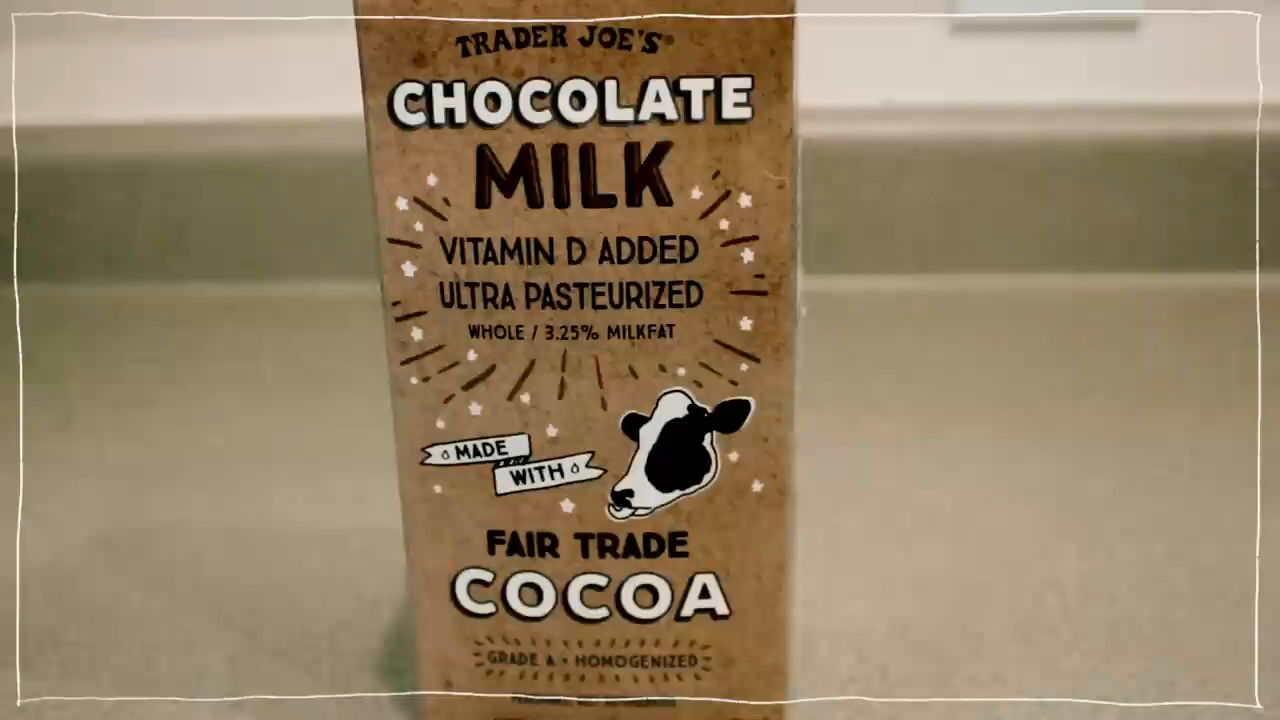 TRADER JOE'S
CHOCOLATE
MILK
VITAMIN D ADDED
ULTRA PASTEURIZED
WHOLE / 3.25% MILKFAT
MADE
WITH
FAIR TRADE
COCOA
GRADE A • HOMOGENIZED